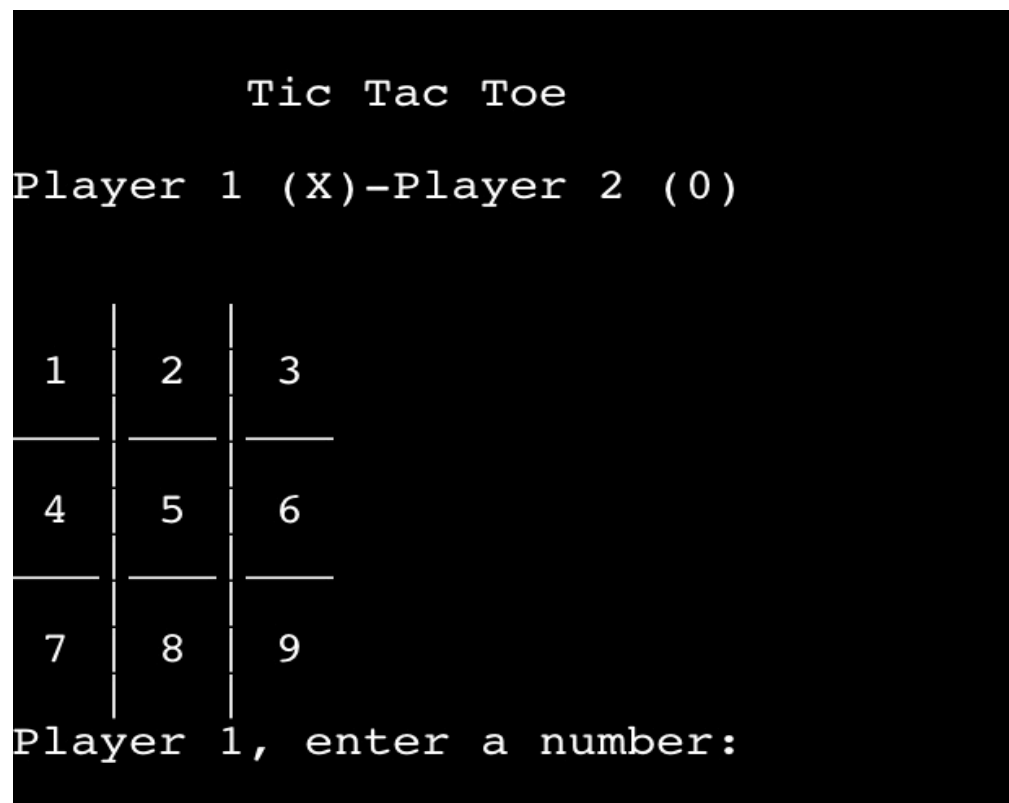 Tic Tac Toe
Player 1 (X)-Player 2 (0)
1 | 2 | 3
4 | 5 | 6
7 | 8 | 9
Player 1, enter a number: